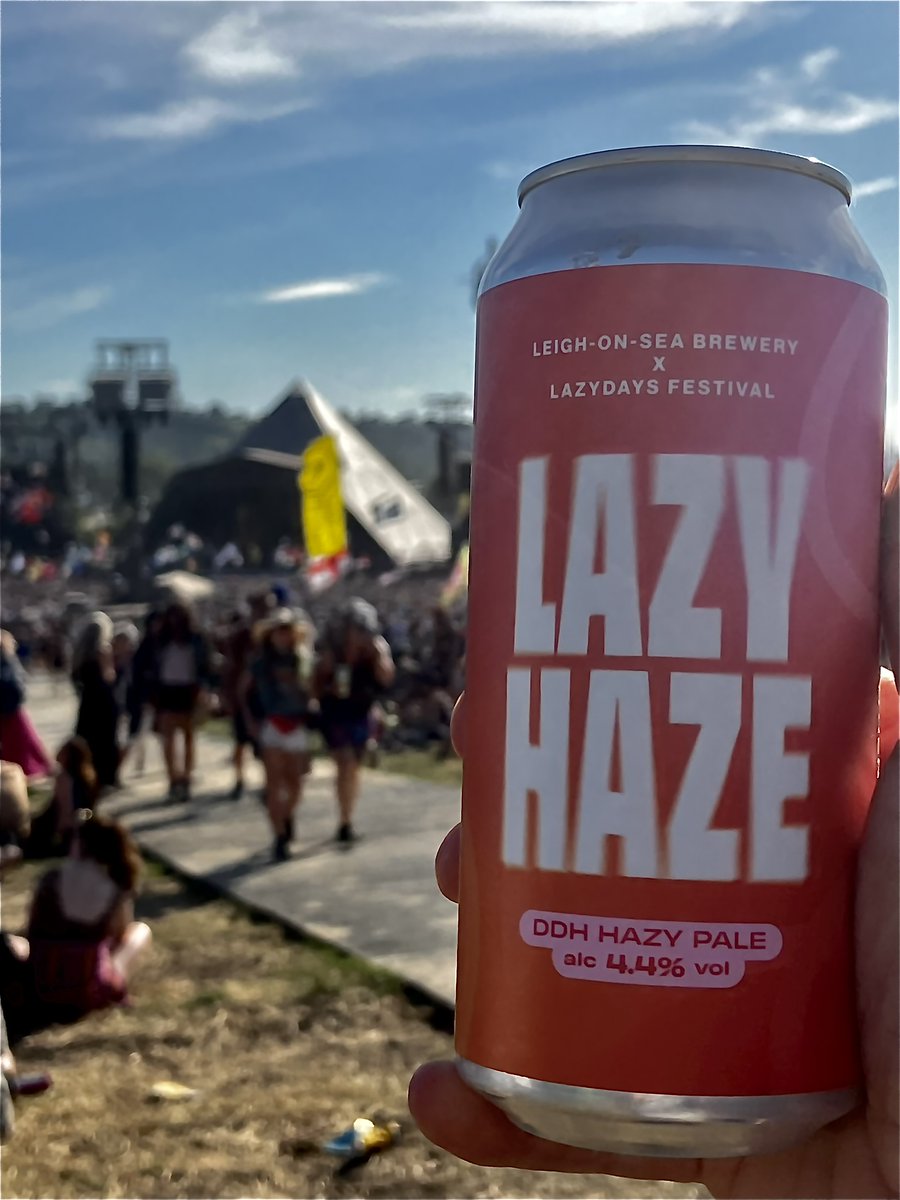 LEIGH-ON-SEA BREWERY
X
LAZYDAYS FESTIVAL
LAZY
HAZE
DDH HAZY PALE
alc 4.4% vol